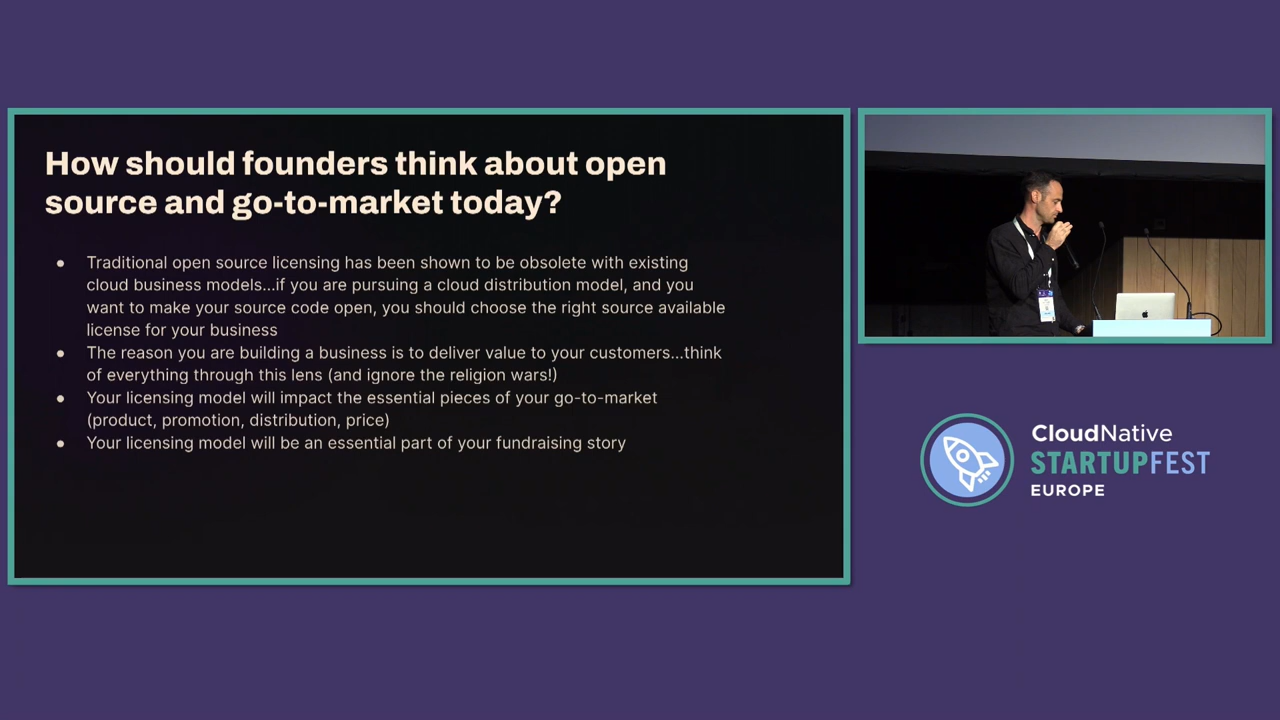 How should founders think about open
source and go-to-market today?
● Traditional open source licensing has been shown to be obsolete with existing
cloud business models...if you are pursuing a cloud distribution model, and you
want to make your source code open, you should choose the right source available
license for your business
● The reason you are building a business is to deliver value to your customers...think
of everything through this lens (and ignore the religion wars!)
● Your licensing model will impact the essential pieces of your go-to-market
(product, promotion, distribution, price)
● Your licensing model will be an essential part of your fundraising story
CloudNative
STARTUPFEST
EUROPE